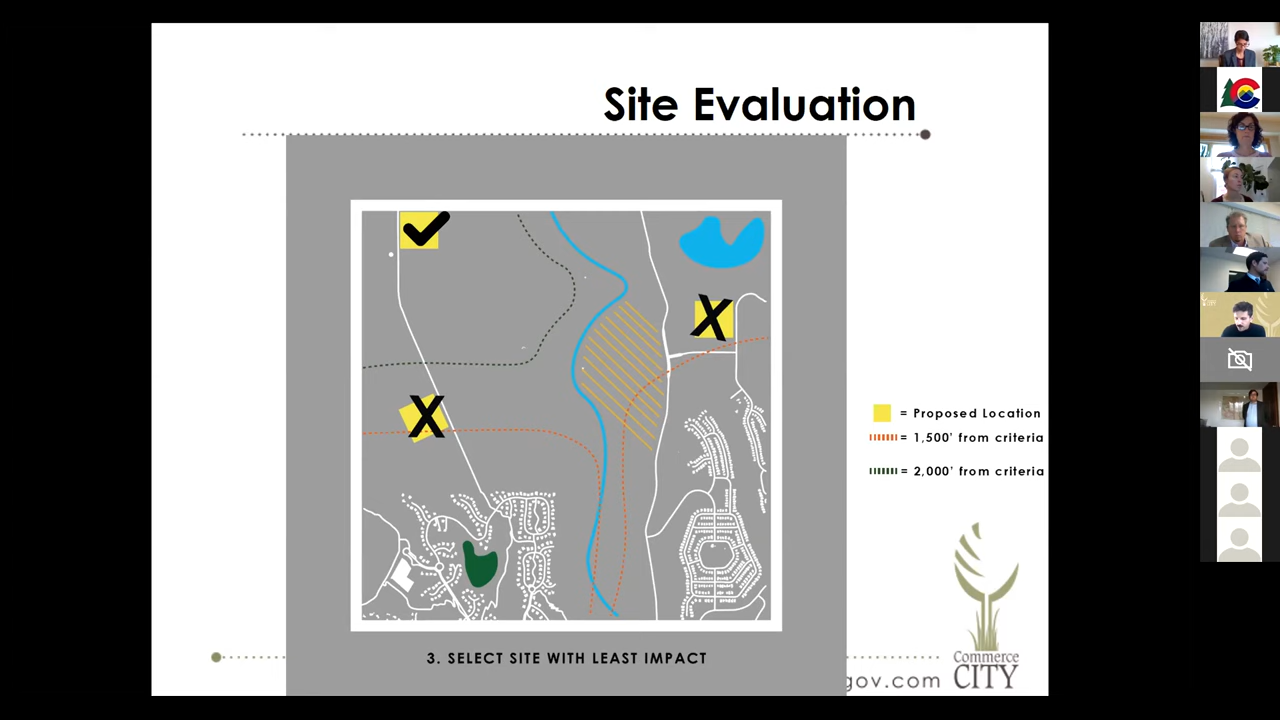 Site Evaluation
X
X
= Proposed Location
= 1,500' from criteria
= 2,000' from criteria
3. SELECT SITE WITH LEAST IMPACT
Commerce
CITY
gov.com